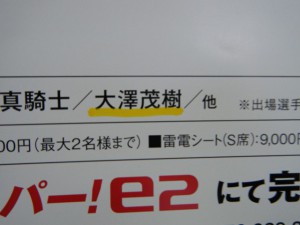 真騎士／大澤茂樹／他 ※出場選手
00円（最大2名様まで） ■雷電シート(S席):9,000円
パー!e2 にて完